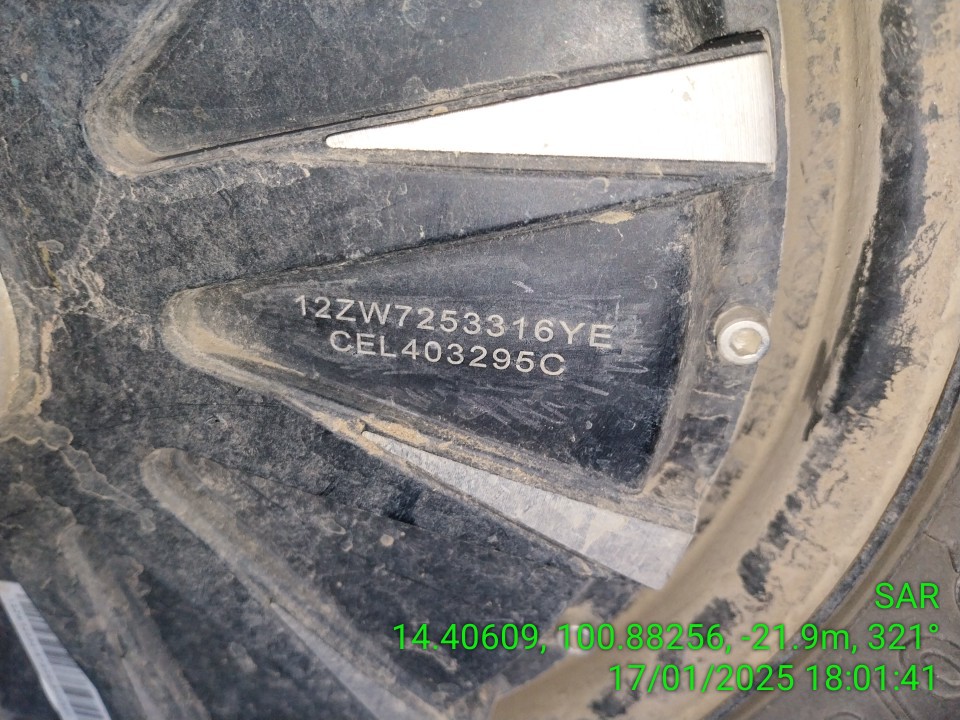 12ZW7253316YE
CEL403295C
SAR
14.40609, 100.88256, -21.9m, 321°
17/01/2025 18:01:41